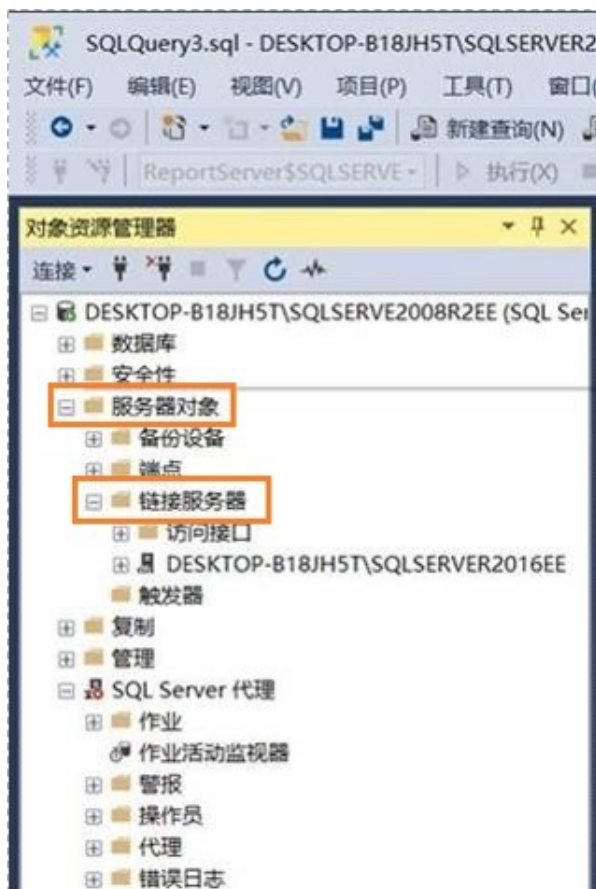 SQLQuery3.sql - DESKTOP-B18JH5T\SQLSERVER2
文件(F) 编辑(E) 视图(V) 项目(P) 工具(T) 窗口(
新建查询(N)
ReportServer$SQLSERVE 执行(X)
对象资源管理器
连接
DESKTOP-B18JH5T\SQLSERVE2008R2EE (SQL Ser
数据库
安全性
服务器对象
备份设备
端点
链接服务器
访问接口
DESKTOP-B18JH5T\SQLSERVER2016EE
触发器
复制
管理
SQL Server 代理
作业
作业活动监视器
警报
操作员
代理
错误日志